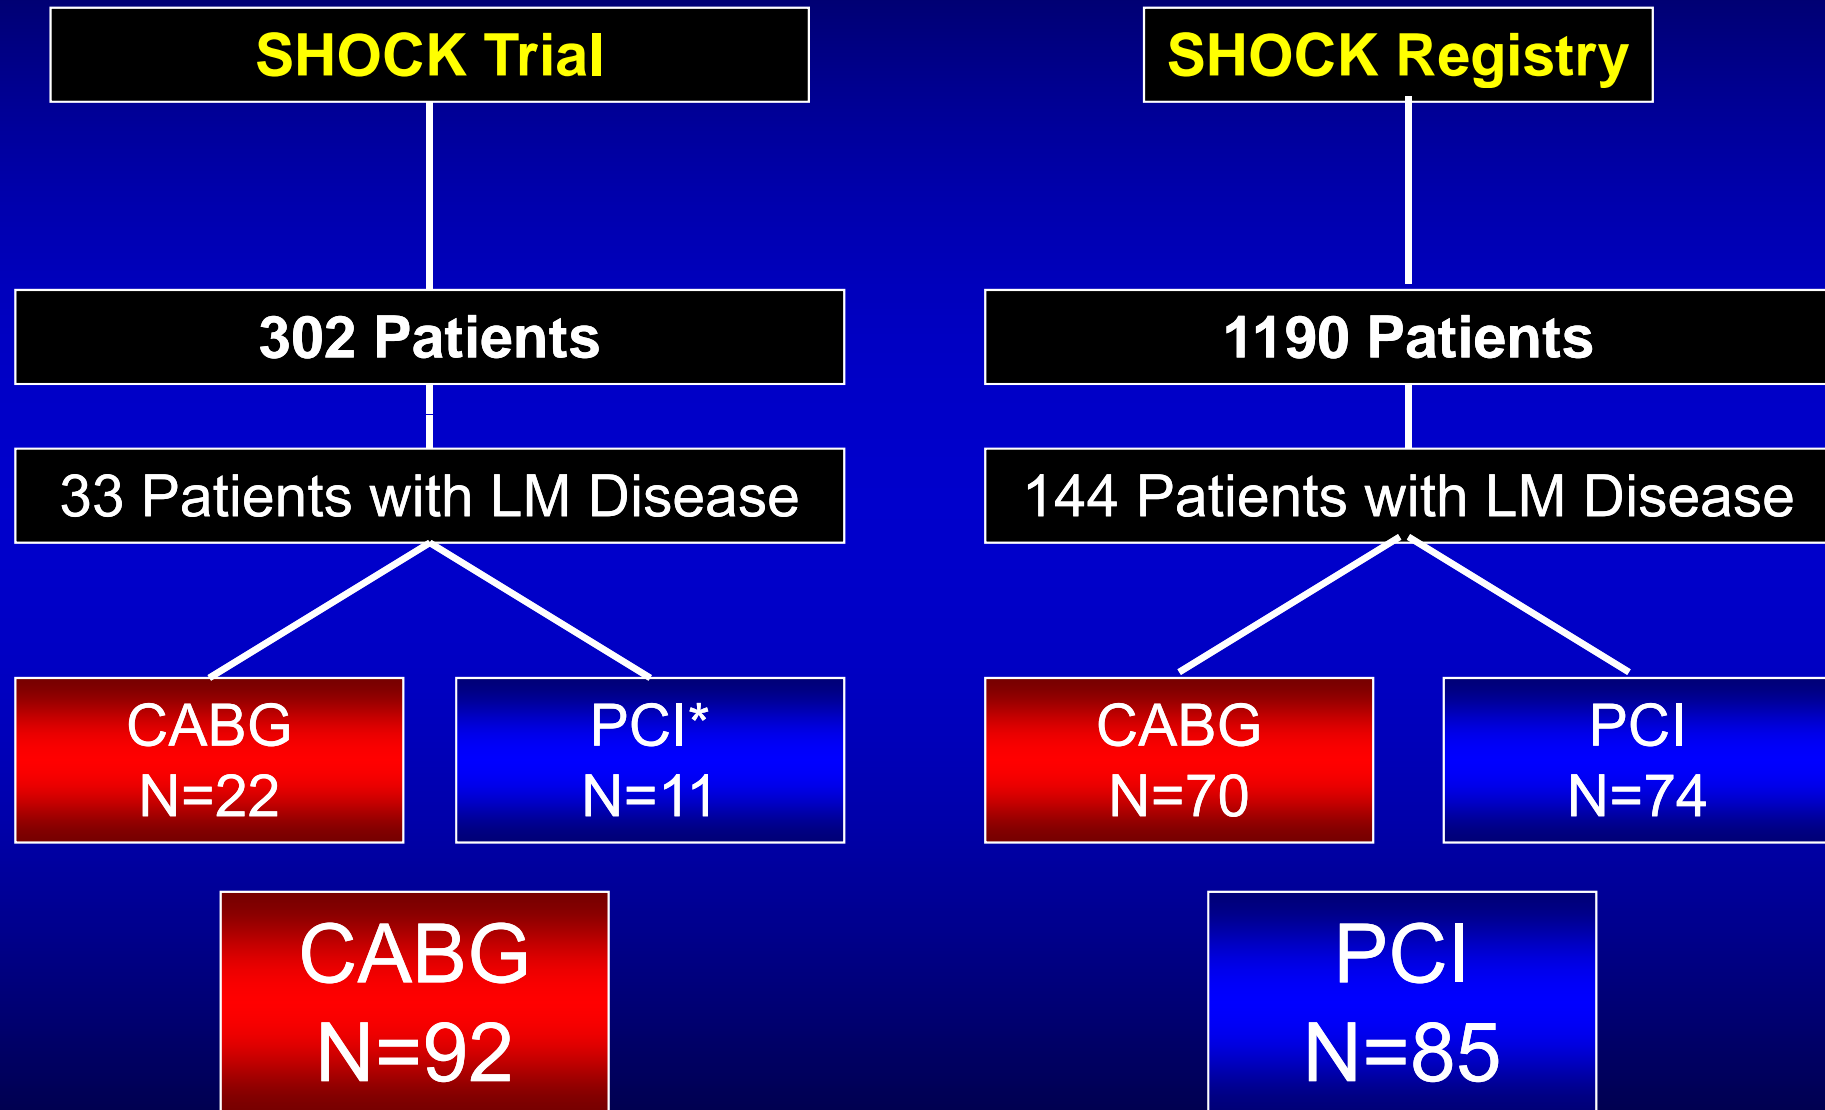 SHOCK Trial
302 Patients
33 Patients with LM Disease
CABG
N=22
PCI*
N=11
SHOCK Registry
1190 Patients
144 Patients with LM Disease
CABG
N=70
PCI
N=74
CABG
N=92
PCI
N=85